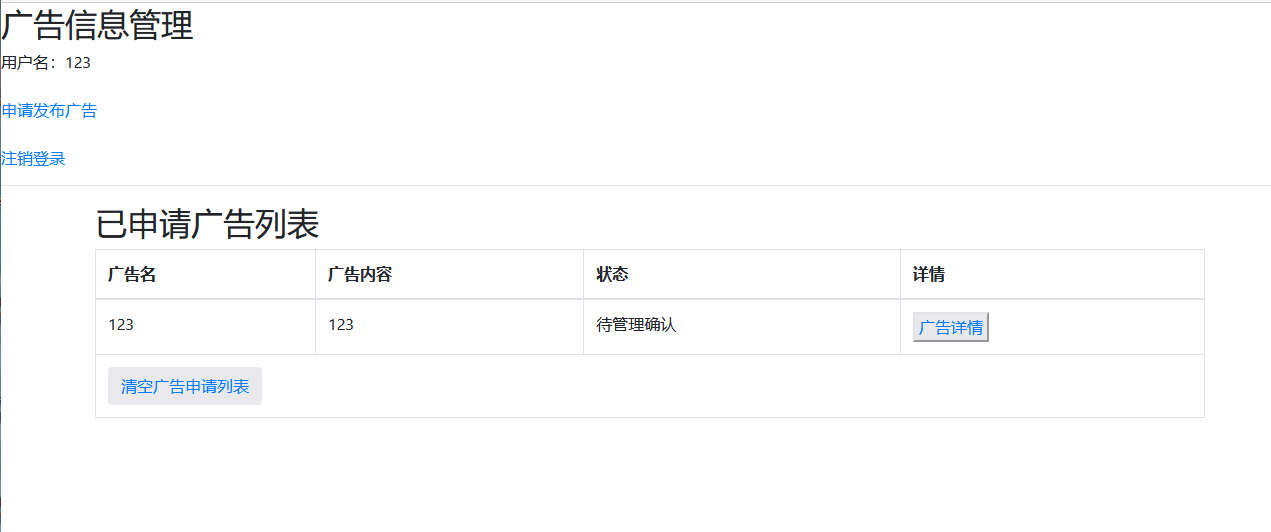 广告信息管理
用户名：123
申请发布广告
注销登录
已申请广告列表
广告名 广告内容 状态 详情
123 123 待管理确认 广告详情
清空广告申请列表